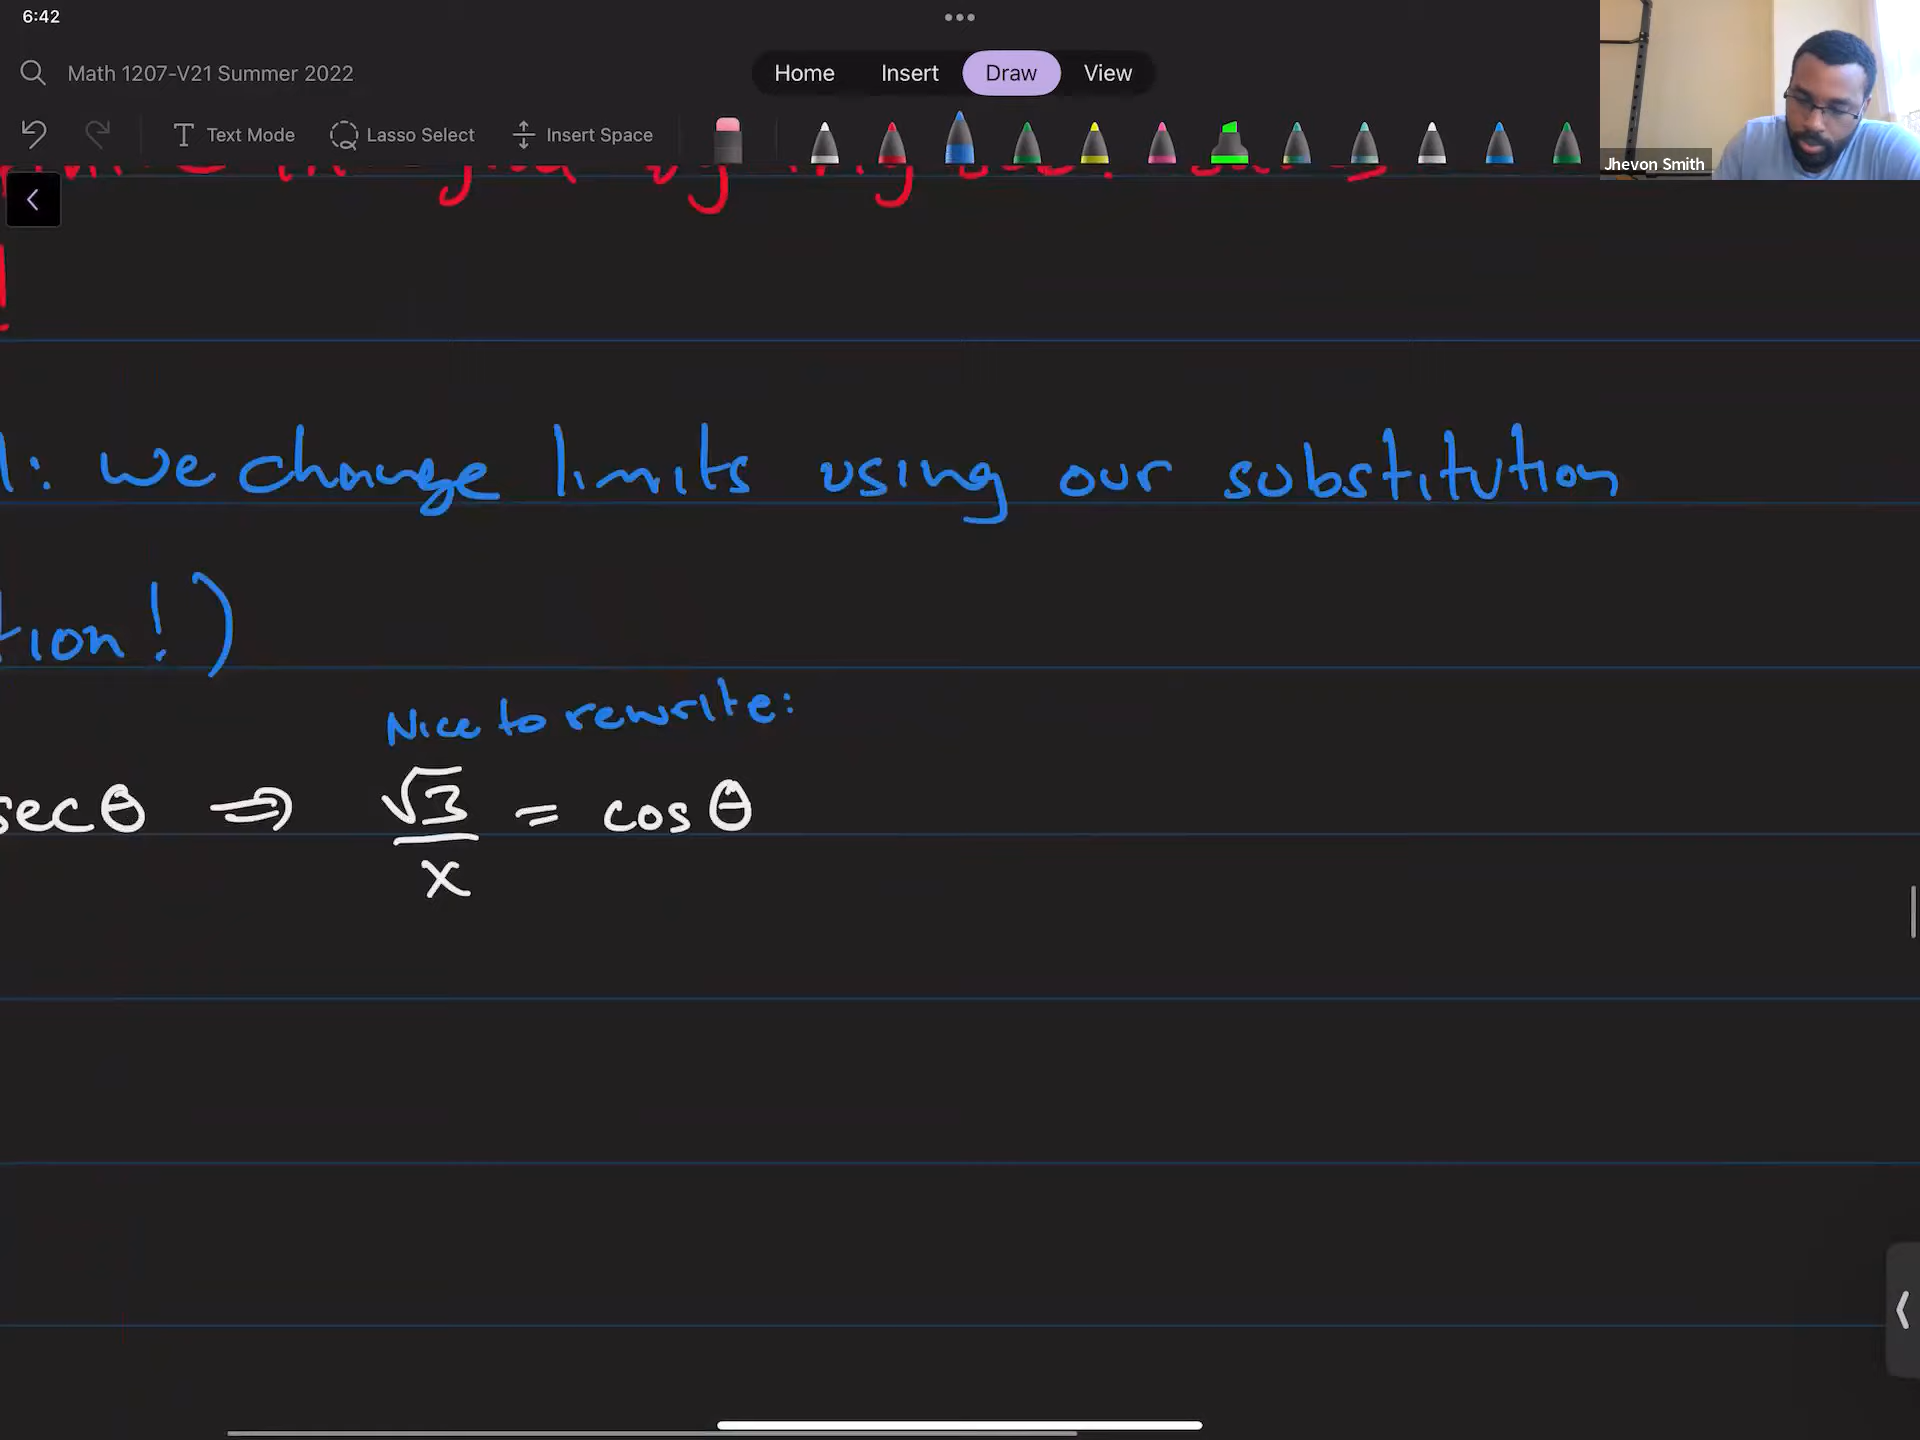 6:42
Math 1207-V21 Summer 2022
Home Insert Draw View
Text Mode Lasso Select Insert Space
Jhevon Smith
!
1: we change limits using our substitution
tion!)
Nice to rewrite:
secθ ⇒ √3/x = cosθ